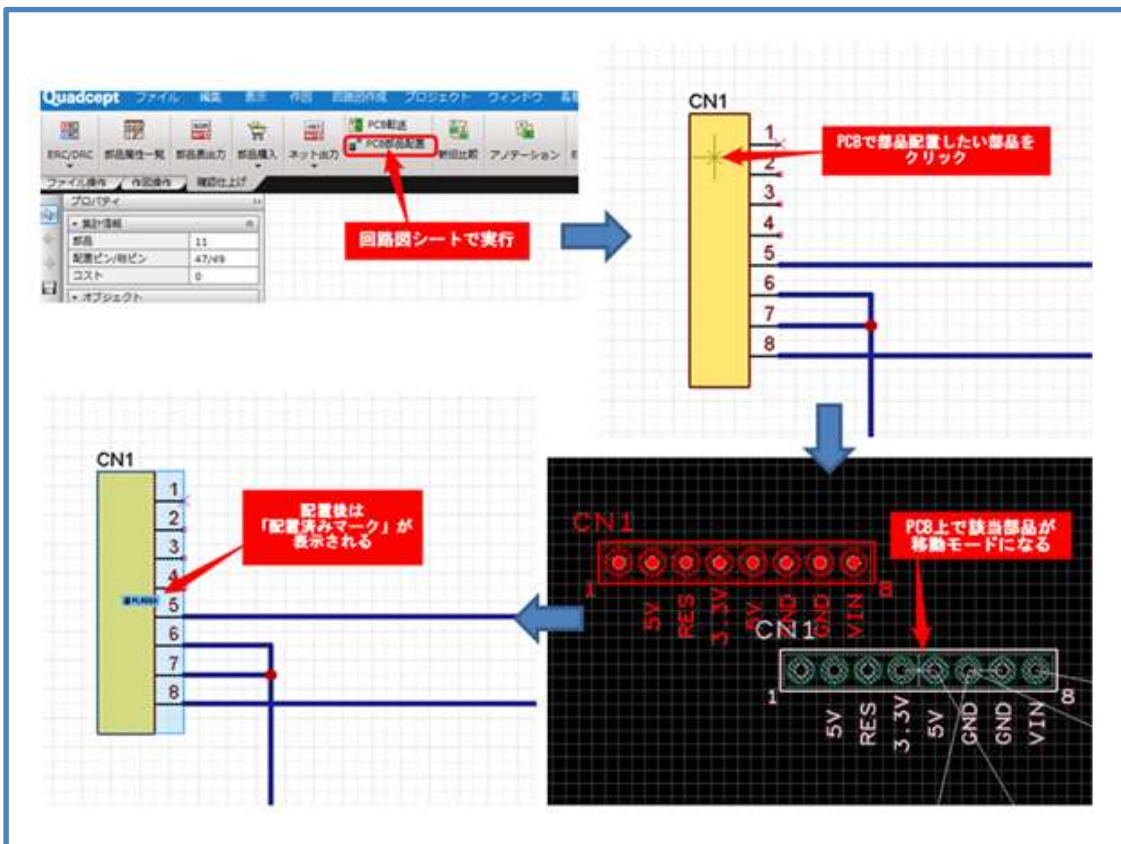 Quadcept ファイル 編集 表示 作図 回路図作成 プロジェクト ウィンドウ
PCB転送
PCB部品配置
ERC/DRC 部品属性一覧 部品表出力 部品購入 ネット出力 新旧比較 アノテーション
ファイル操作 作図操作 確認仕上げ
プロパティ
集計情報
部品 11
配置ピン/総ピン 47/49
コスト 0
オブジェクト
回路図シートで実行
CN1
1
2
3
4
5
6
7
8
PCBで部品配置したい部品を
クリック
CN1
1
2
3
4
5
6
7
8
配置後は
「配置済みマーク」が
表示される
CN1
1
8
5V
RES
3.3V
5V
GND
GND
VIN
PCB上で該当部品が
移動モードになる
CN1
1
8
5V
RES
3.3V
5V
GND
GND
VIN